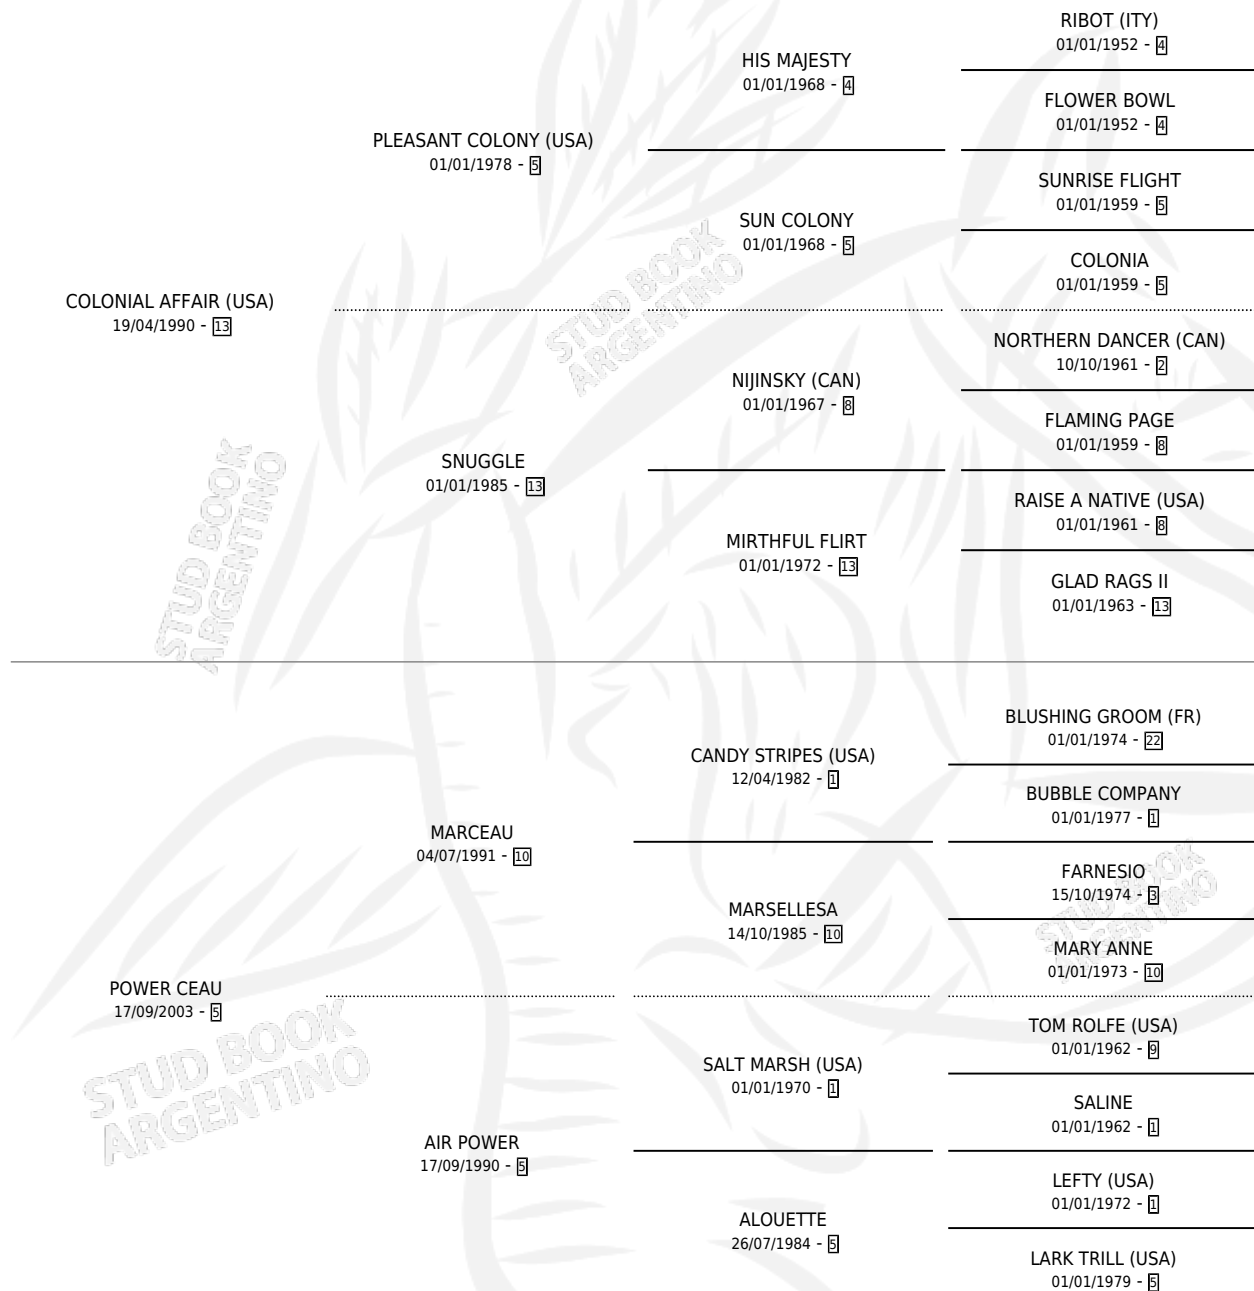 RIBOT (ITY)
01/01/1952 - 4
HIS MAJESTY
01/01/1968 - 4
FLOWER BOWL
01/01/1952 - 4
PLEASANT COLONY (USA)
01/01/1978 - 5
SUNRISE FLIGHT
01/01/1959 - 5
SUN COLONY
01/01/1968 - 5
COLONIA
01/01/1959 - 5
COLONIAL AFFAIR (USA)
19/04/1990 - 13
NORTHERN DANCER (CAN)
10/10/1961 - 2
NIJINSKY (CAN)
01/01/1967 - 8
FLAMING PAGE
01/01/1959 - 8
SNUGGLE
01/01/1985 - 13
RAISE A NATIVE (USA)
01/01/1961 - 8
MIRTHFUL FLIRT
01/01/1972 - 13
GLAD RAGS II
01/01/1963 - 13
BLUSHING GROOM (FR)
01/01/1974 - 22
CANDY STRIPES (USA)
12/04/1982 - 1
BUBBLE COMPANY
01/01/1977 - 1
MARCEAU
04/07/1991 - 10
FARNESIO
15/10/1974 - 3
MARSELLESA
14/10/1985 - 10
MARY ANNE
01/01/1973 - 10
POWER CEAU
17/09/2003 - 5
TOM ROLFE (USA)
01/01/1962 - 9
SALT MARSH (USA)
01/01/1970 - 1
SALINE
01/01/1962 - 1
AIR POWER
17/09/1990 - 5
LEFTY (USA)
01/01/1972 - 1
ALOUETTE
26/07/1984 - 5
LARK TRILL (USA)
01/01/1979 - 5
STUD BOOK
ARGENTINO
STUD BOOK
ARGENTINO
STUD BOOK
ARGENTINO
STUD BOOK
ARGENTINO